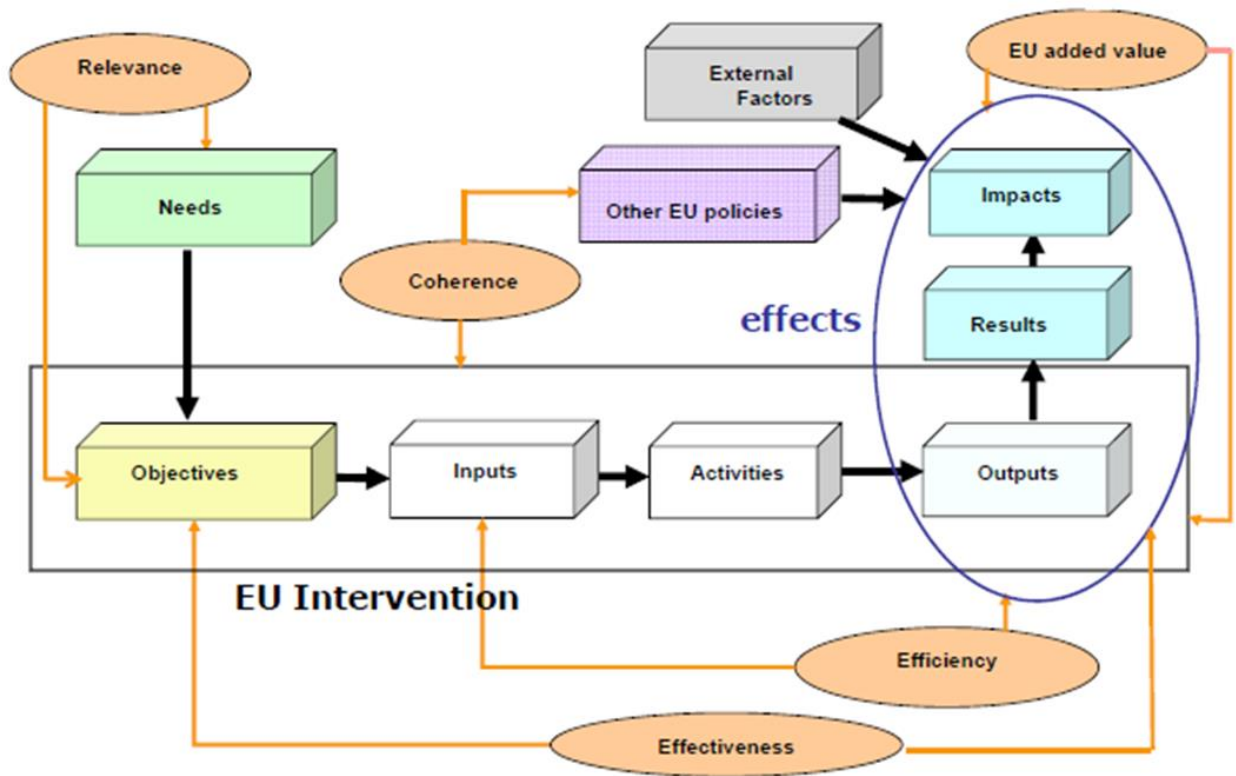 Relevance
External
Factors
EU added value
Needs
Other EU policies
Impacts
Coherence
effects
Results
Objectives
Inputs
Activities
Outputs
EU Intervention
Efficiency
Effectiveness